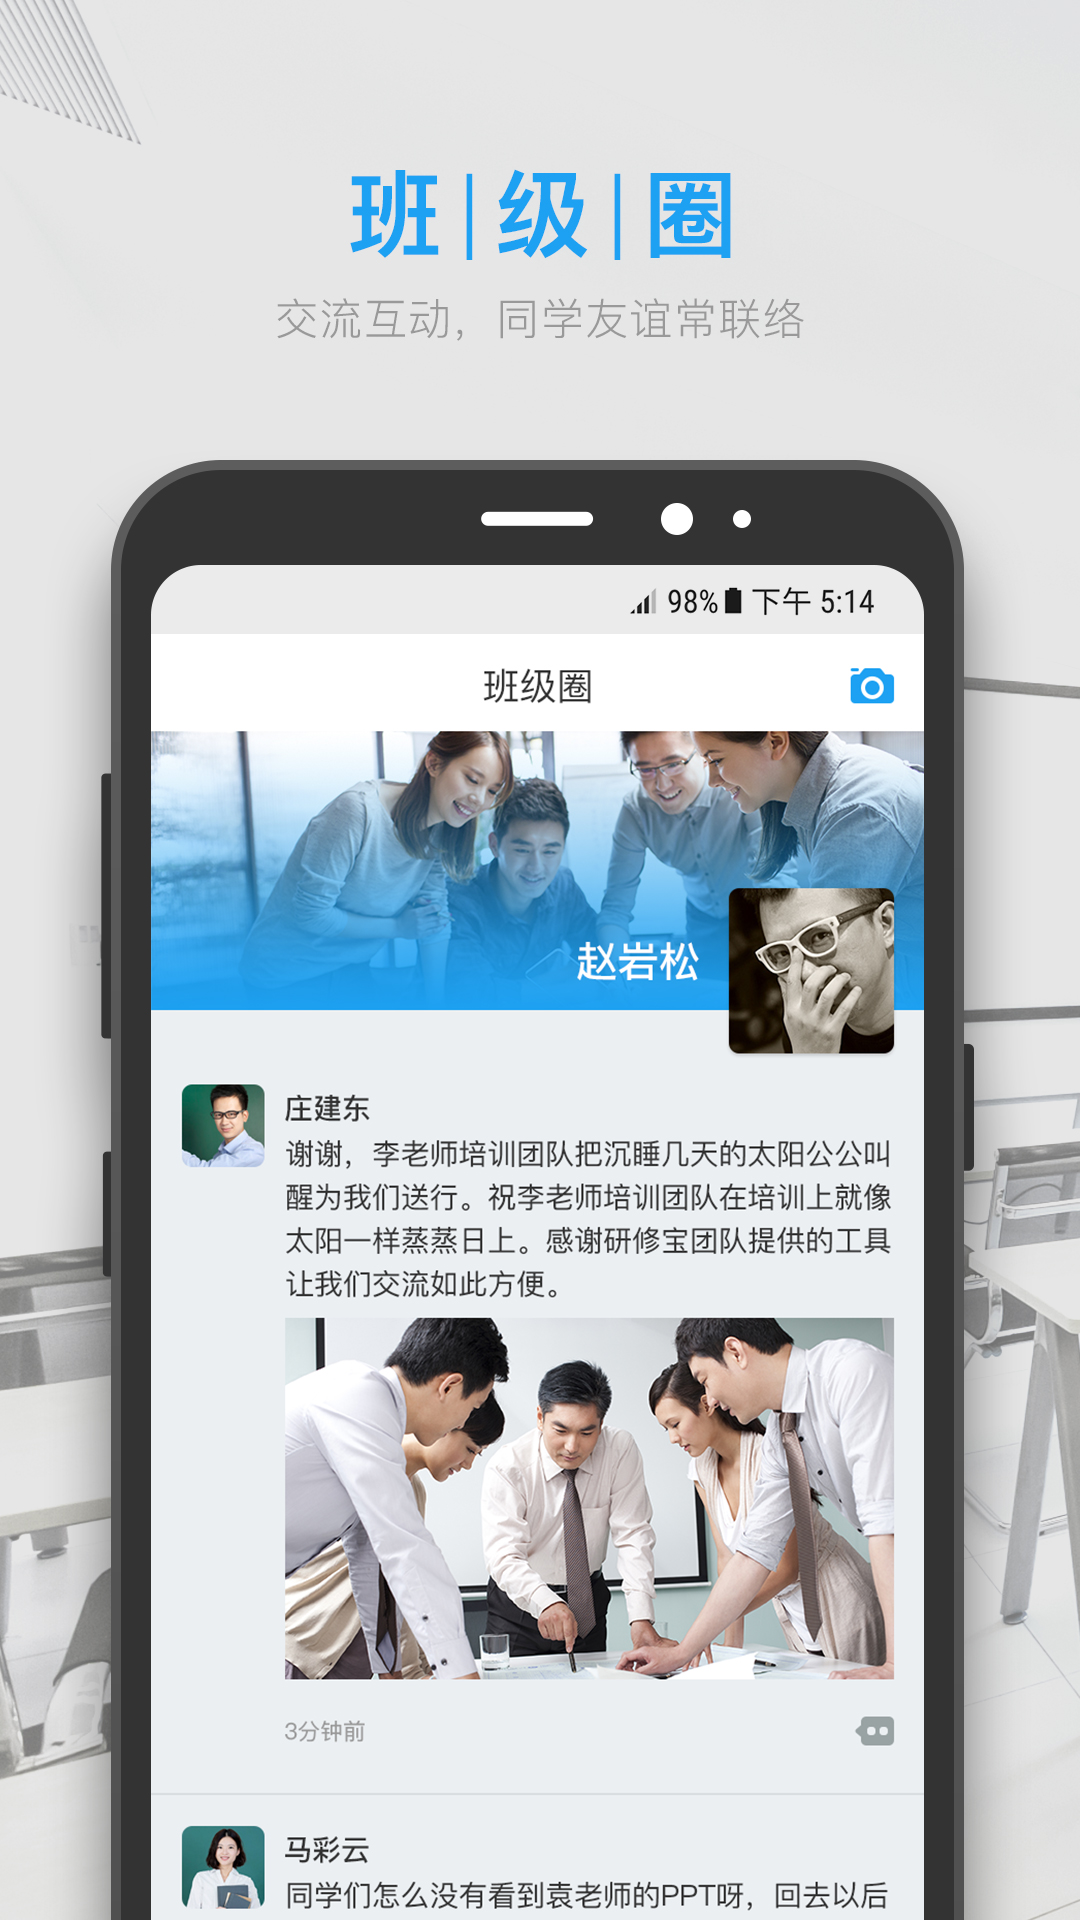 班|级|圈
交流互动，同学友谊常联络
98% 下午 5:14
班级圈
赵岩松
庄建东
谢谢，李老师培训团队把沉睡几天的太阳公公叫
醒为我们送行。祝李老师培训团队在培训上就像
太阳一样蒸蒸日上。感谢研修宝团队提供的工具
让我们交流如此方便。
3分钟前
马彩云
同学们怎么没有看到袁老师的PPT呀，回去以后